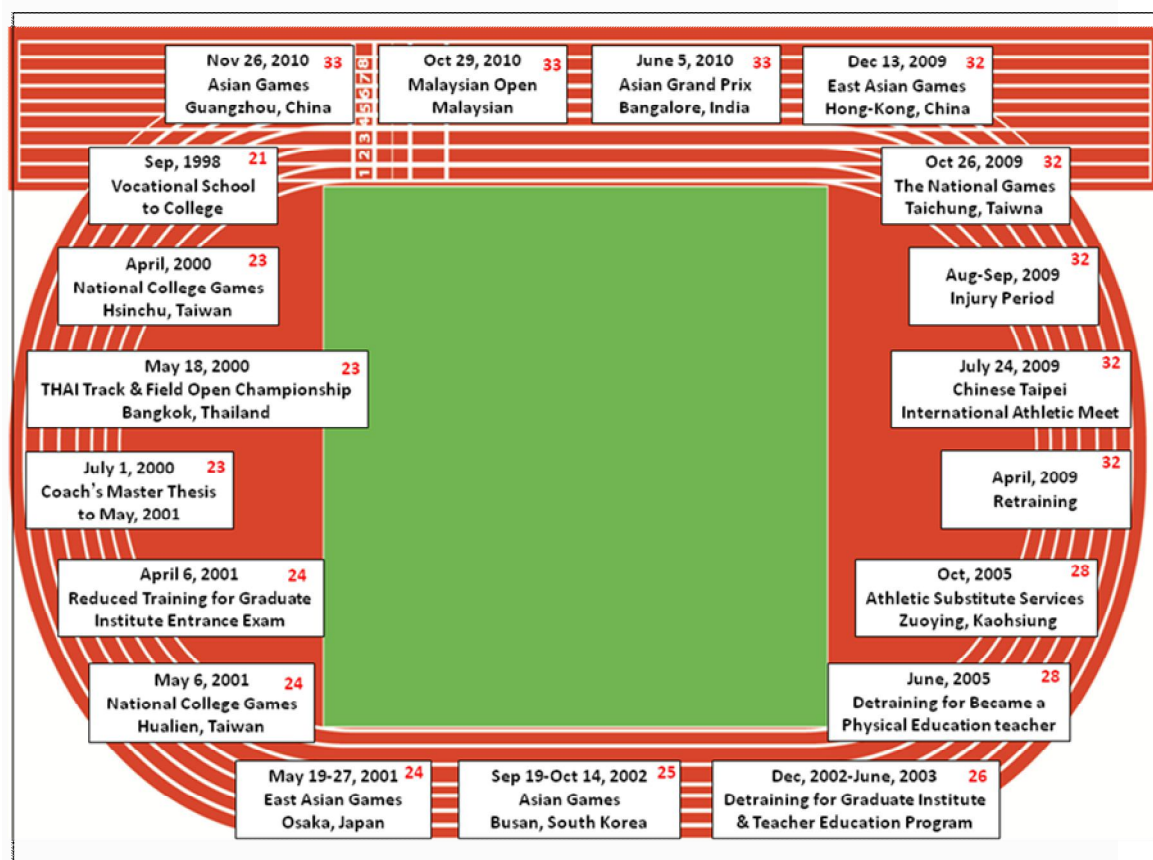 Nov 26, 2010 33
Asian Games
Guangzhou, China
Oct 29, 2010 33
Malaysian Open
Malaysian
June 5, 2010 33
Asian Grand Prix
Bangalore, India
Dec 13, 2009 32
East Asian Games
Hong-Kong, China
8
7
6
5
4
3
2
1
Sep, 1998 21
Vocational School
to College
Oct 26, 2009 32
The National Games
Taichung, Taiwna
April, 2000 23
National College Games
Hsinchu, Taiwan
Aug-Sep, 2009 32
Injury Period
May 18, 2000 23
THAI Track & Field Open Championship
Bangkok, Thailand
July 24, 2009 32
Chinese Taipei
International Athletic Meet
July 1, 2000 23
Coach's Master Thesis
to May, 2001
April, 2009 32
Retraining
April 6, 2001 24
Reduced Training for Graduate
Institute Entrance Exam
Oct, 2005 28
Athletic Substitute Services
Zuoying, Kaohsiung
May 6, 2001 24
National College Games
Hualien, Taiwan
June, 2005 28
Detraining for Became a
Physical Education teacher
May 19-27, 2001 24
East Asian Games
Osaka, Japan
Sep 19-Oct 14, 2002 25
Asian Games
Busan, South Korea
Dec, 2002-June, 2003 26
Detraining for Graduate Institute
& Teacher Education Program